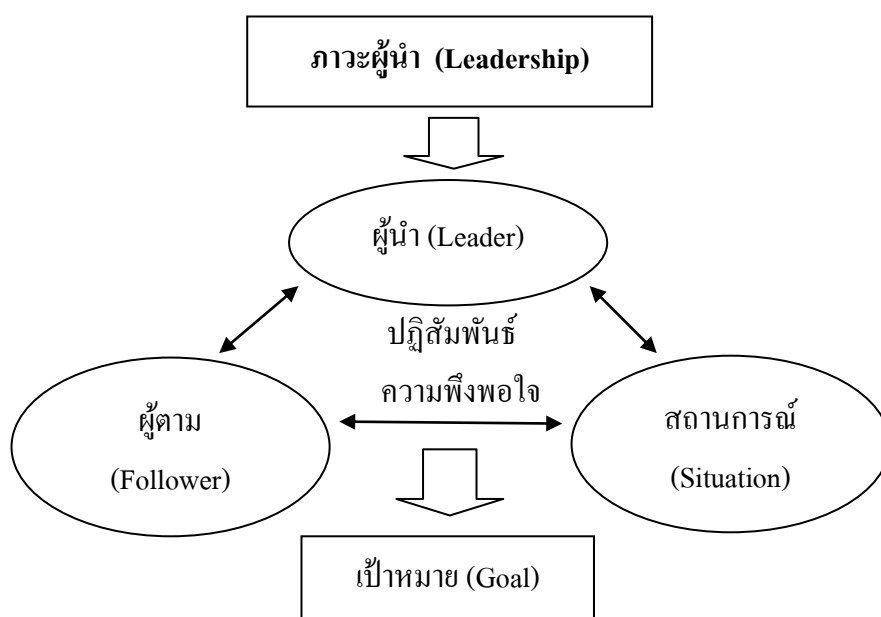 ภาวะผู้นำ (Leadership)
ผู้นำ (Leader)
ปฏิสัมพันธ์
ความพึงพอใจ
ผู้ตาม
(Follower)
สถานการณ์
(Situation)
เป้าหมาย (Goal)